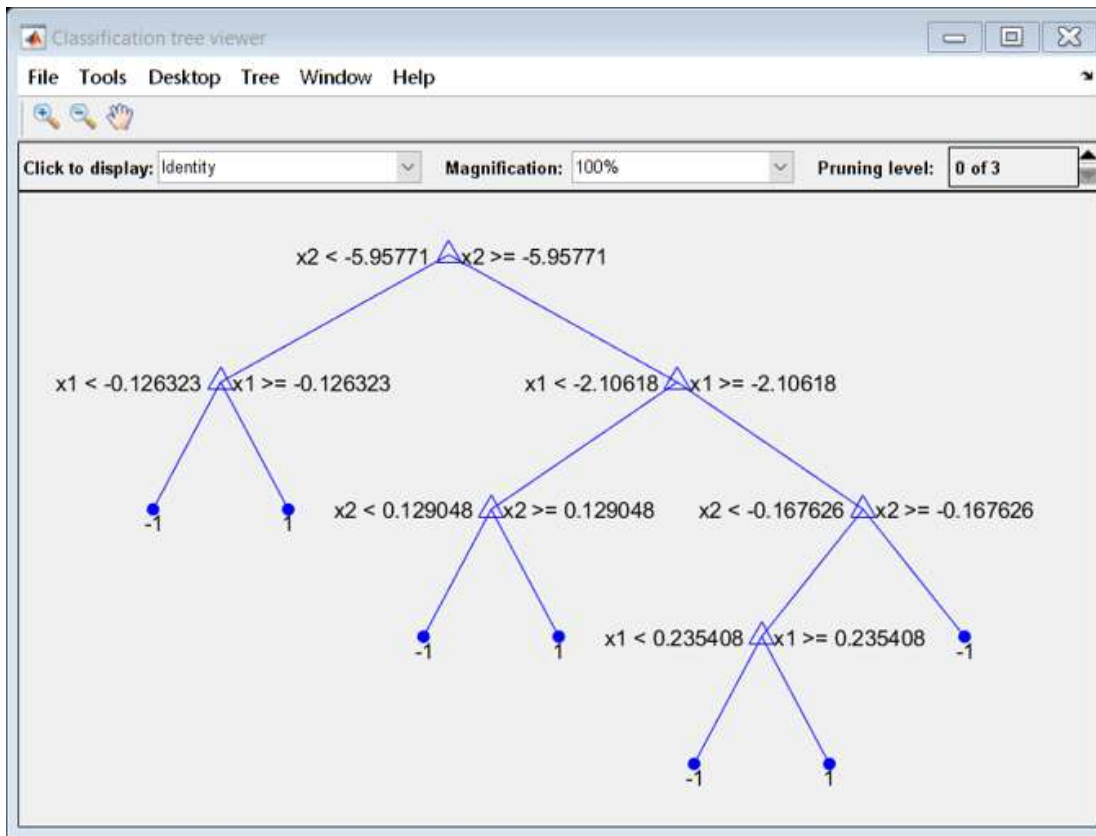 Classification tree viewer
File Tools Desktop Tree Window Help
Click to display: Identity Magnification: 100% Pruning level: 0 of 3
x2 < -5.95771 x2 >= -5.95771
x1 < -0.126323 x1 >= -0.126323 x1 < -2.10618 x1 >= -2.10618
-1 1 x2 < 0.129048 x2 >= 0.129048 x2 < -0.167626 x2 >= -0.167626
-1 1 x1 < 0.235408 x1 >= 0.235408 -1
-1 1